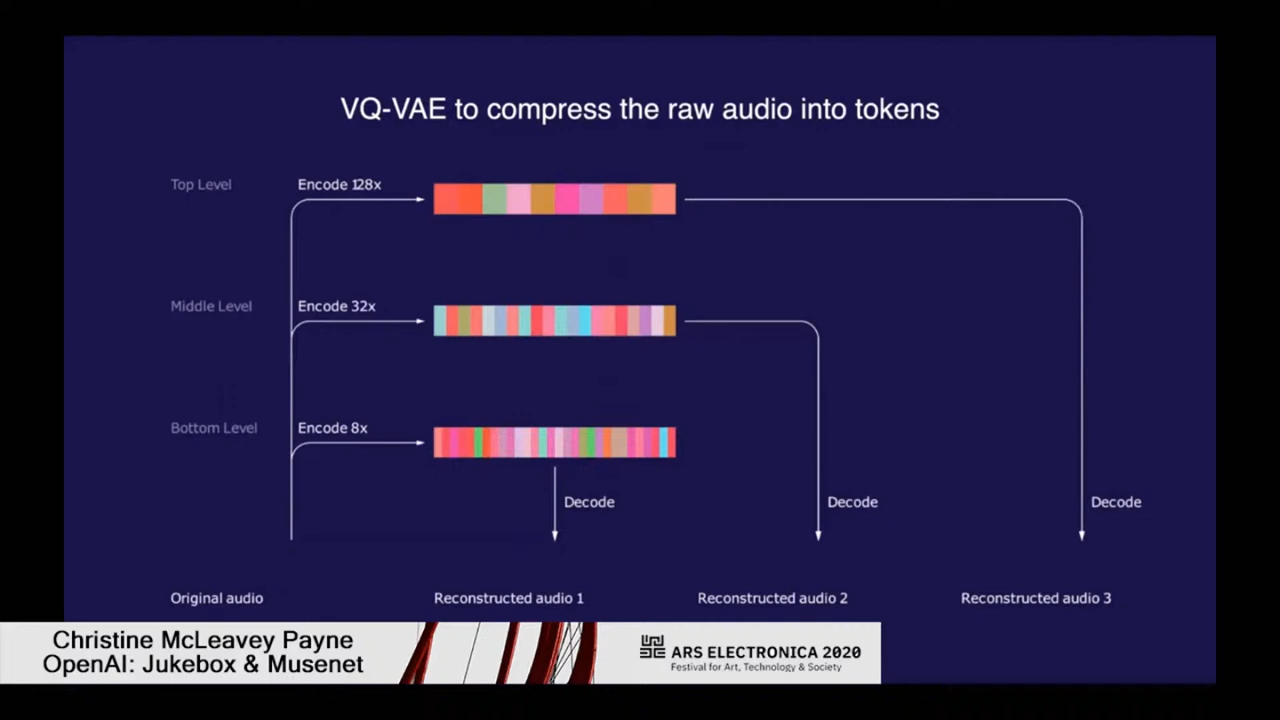 VQ-VAE to compress the raw audio into tokens
Top Level
Encode 128x
Middle Level
Encode 32x
Bottom Level
Encode 8x
Decode
Decode
Decode
Original audio
Reconstructed audio 1
Reconstructed audio 2
Reconstructed audio 3
Christine McLeavey Payne
OpenAI: Jukebox & Musenet
ARS ELECTRONICA 2020
Festival for Art, Technology & Society